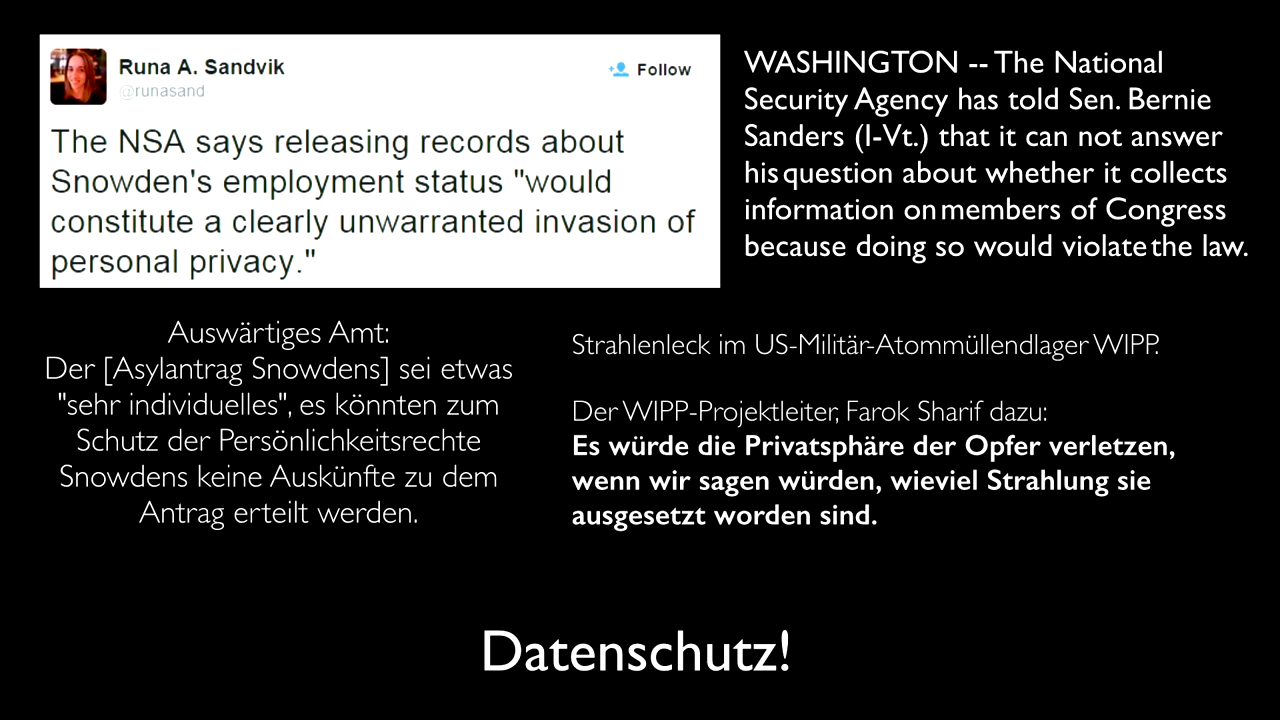 Runa A. Sandvik
@runasand
Follow
The NSA says releasing records about
Snowden's employment status "would
constitute a clearly unwarranted invasion of
personal privacy."
WASHINGTON -- The National
Security Agency has told Sen. Bernie
Sanders (I-Vt.) that it can not answer
his question about whether it collects
information on members of Congress
because doing so would violate the law.
Auswärtiges Amt:
Der [Asylantrag Snowdens] sei etwas
"sehr individuelles", es könnten zum
Schutz der Persönlichkeitsrechte
Snowdens keine Auskünfte zu dem
Antrag erteilt werden.
Strahlenleck im US-Militär-Atommüllendlager WIPP.
Der WIPP-Projektleiter, Farok Sharif dazu:
Es würde die Privatsphäre der Opfer verletzen,
wenn wir sagen würden, wieviel Strahlung sie
ausgesetzt worden sind.
Datenschutz!